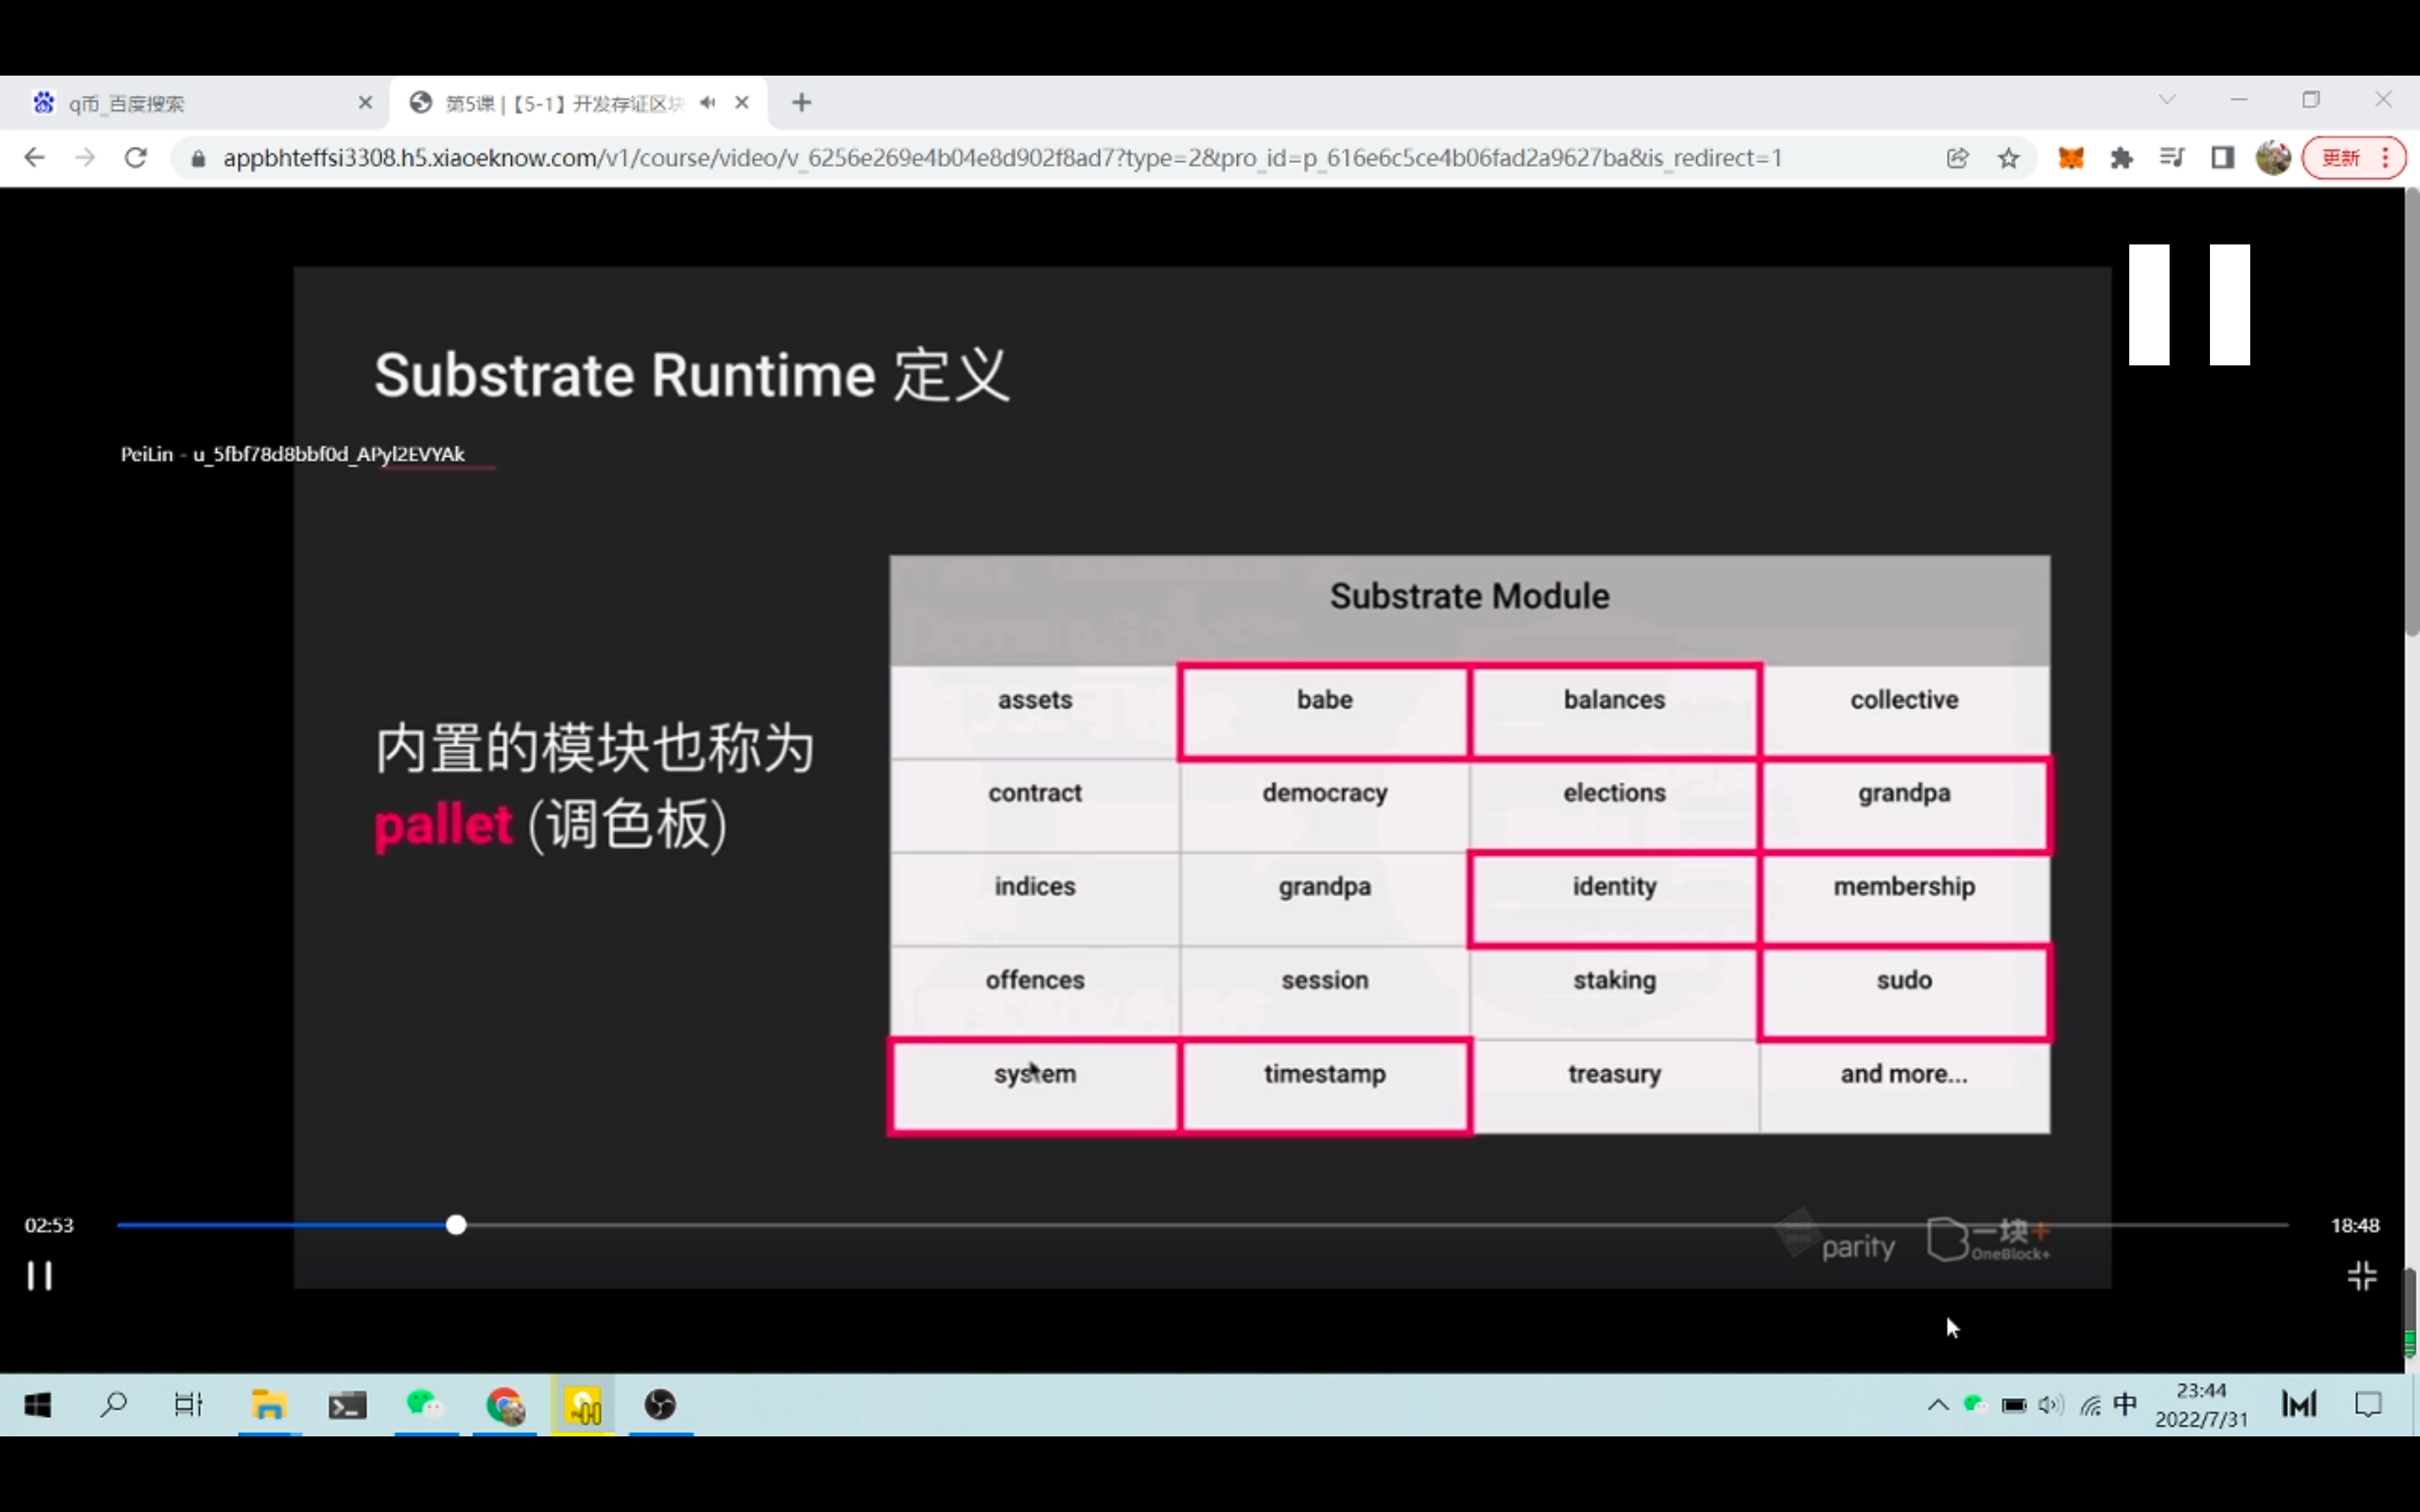 q币_百度搜索
第5课 | 【5-1】开发存证区块
appbhteffsi3308.h5.xiaoeknow.com/v1/course/video/v_6256e269e4b04e8d902f8ad7?type=2&pro_id=p_616e6c5ce4b06fad2a9627ba&is_redirect=1
更新
Substrate Runtime 定义
PeiLin - u_5fbf78d8bbf0d_APyl2EVYAk
Substrate Module
assets babe balances collective
contract democracy elections grandpa
indices grandpa identity membership
offences session staking sudo
system timestamp treasury and more...
内置的模块也称为
pallet (调色板)
02:53
18:48
parity
一块+
OneBlock+
中
23:44
2022/7/31